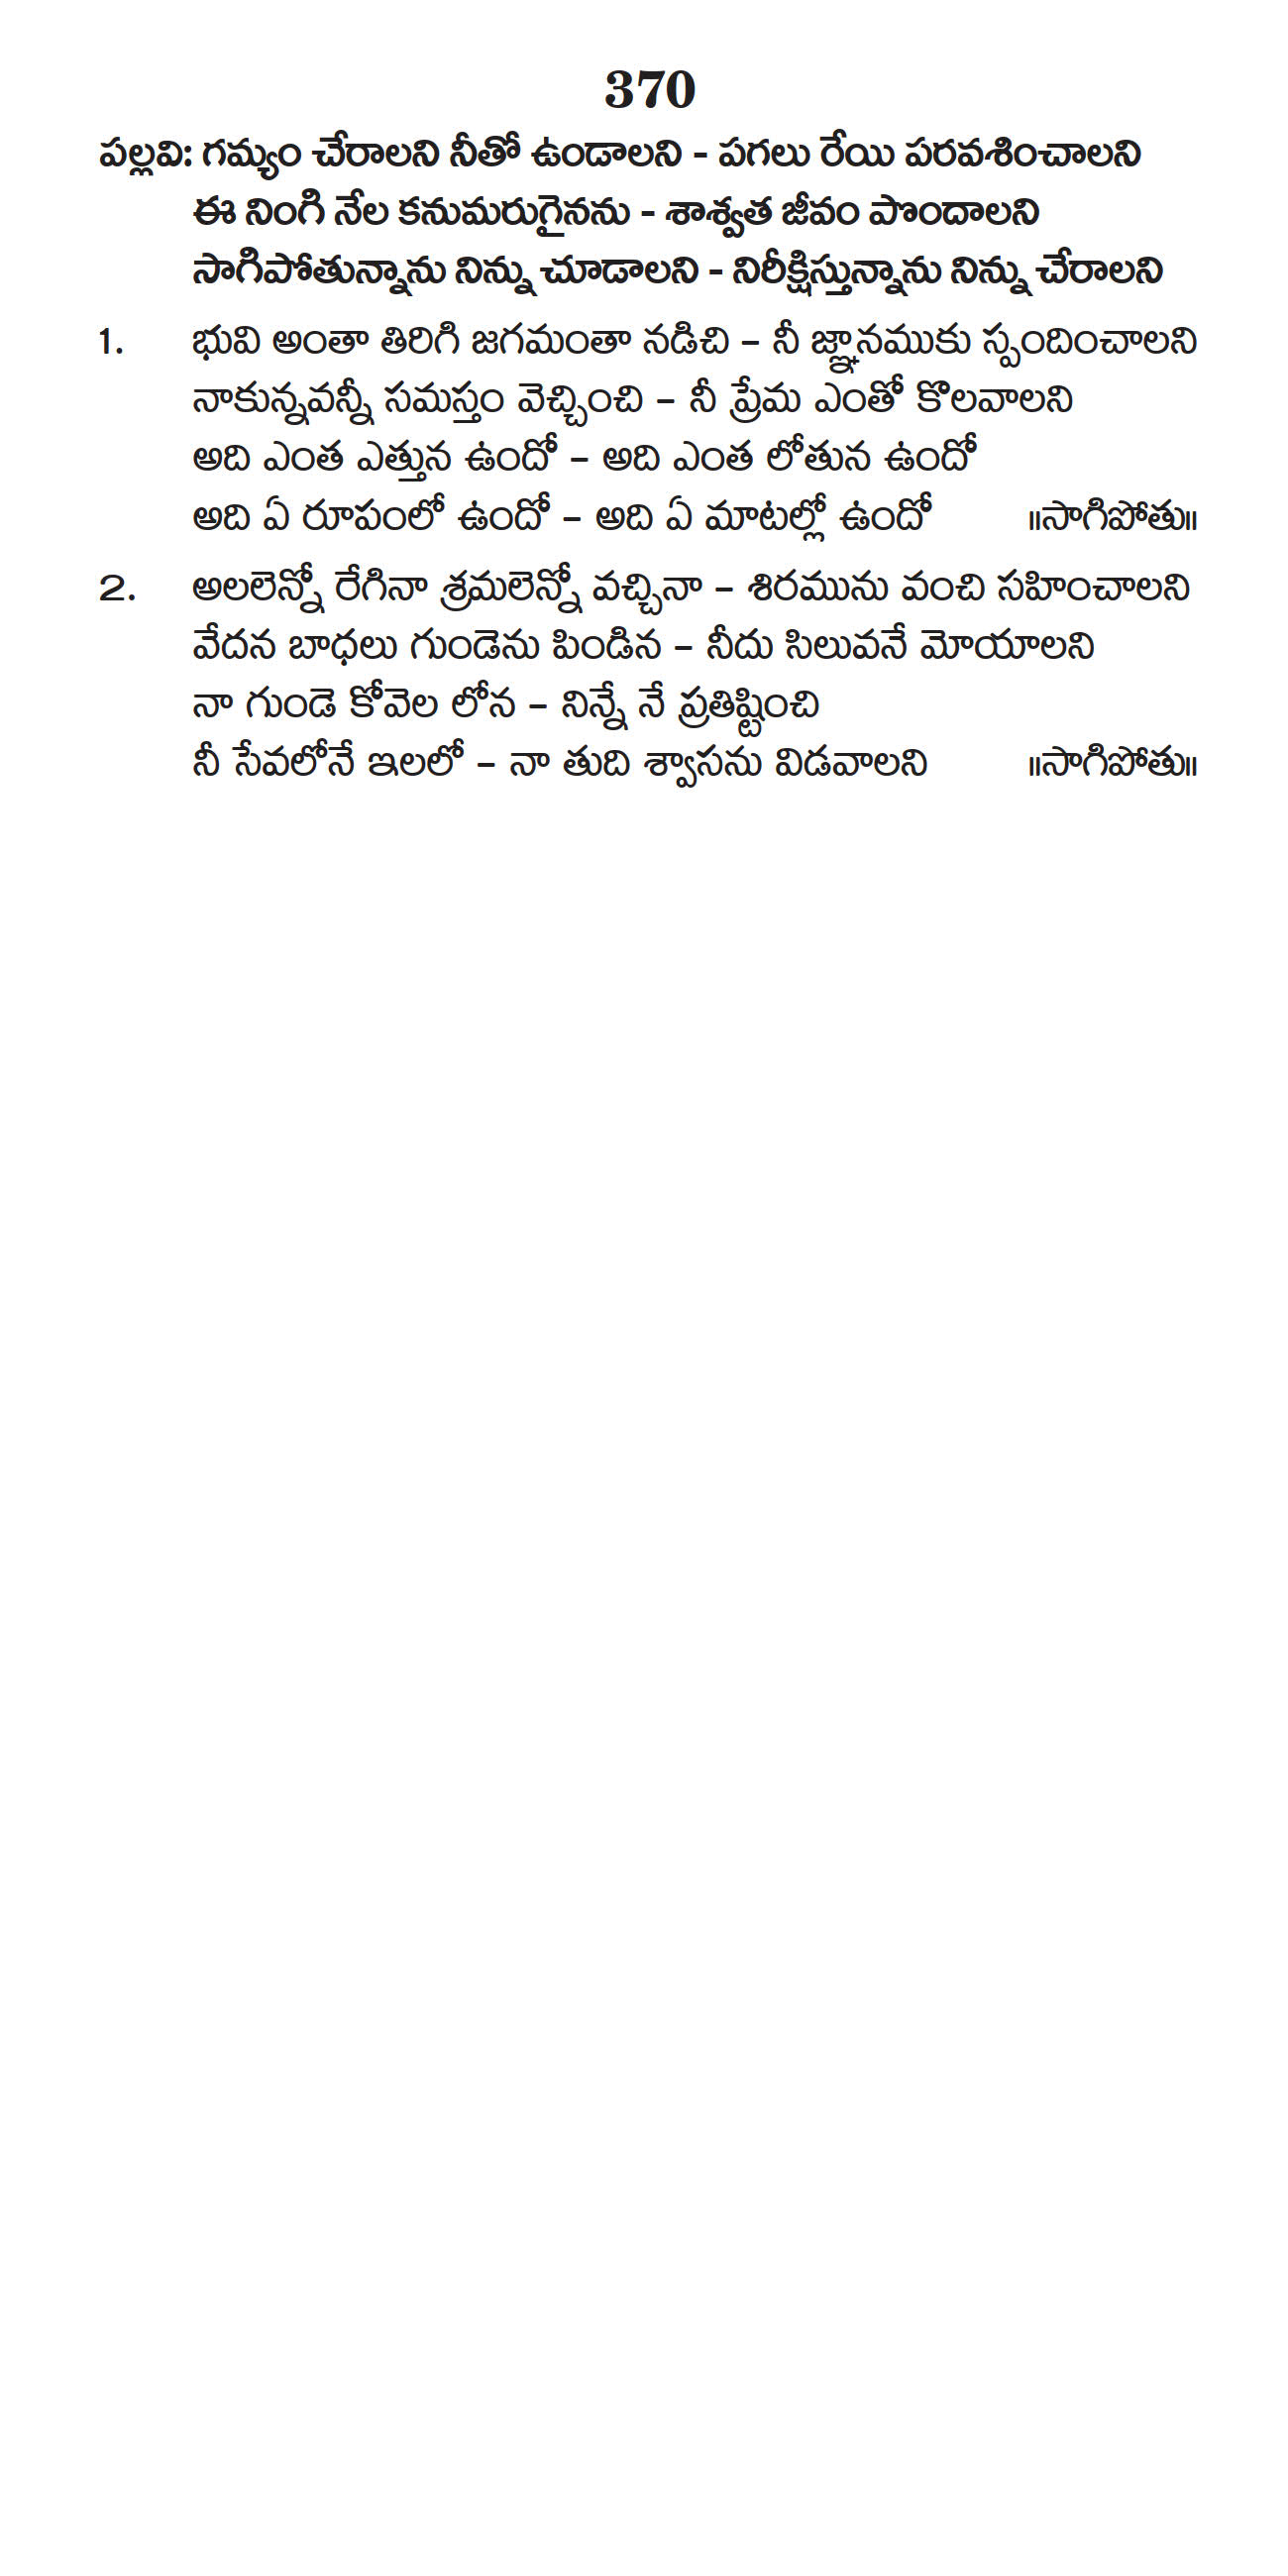 370
పల్లవి: గమ్యం చేరాలని నీతో ఉండాలని - పగలు రేయి పరవశించాలని
ఈ నింగి నేల కనుమరుగైనను - శాశ్వత జీవం పొందాలని
సాగిపోతున్నాను నిన్ను చూడాలని - నిరీక్షిస్తున్నాను నిన్ను చేరాలని
1. భువి అంతా తిరిగి జగమంతా నడిచి – నీ జ్ఞానముకు స్పందించాలని
నాకున్నవన్నీ సమస్తం వెచ్చించి – నీ ప్రేమ ఎంతో కొలవాలని
అది ఎంత ఎత్తున ఉందో – అది ఎంత లోతున ఉందో
అది ఏ రూపంలో ఉందో – అది ఏ మాటల్లో ఉందో ॥సాగిపోతు॥
2. అలలెన్నో రేగినా శ్రమలెన్నో వచ్చినా – శిరమును వంచి సహించాలని
వేదన బాధలు గుండెను పిండిన – నీదు సిలువనే మోయాలని
నా గుండె కోవెల లోన – నిన్నే నే ప్రతిష్టించి
నీ సేవలోనే ఇలలో – నా తుది శ్వాసను విడవాలని ॥సాగిపోతు॥